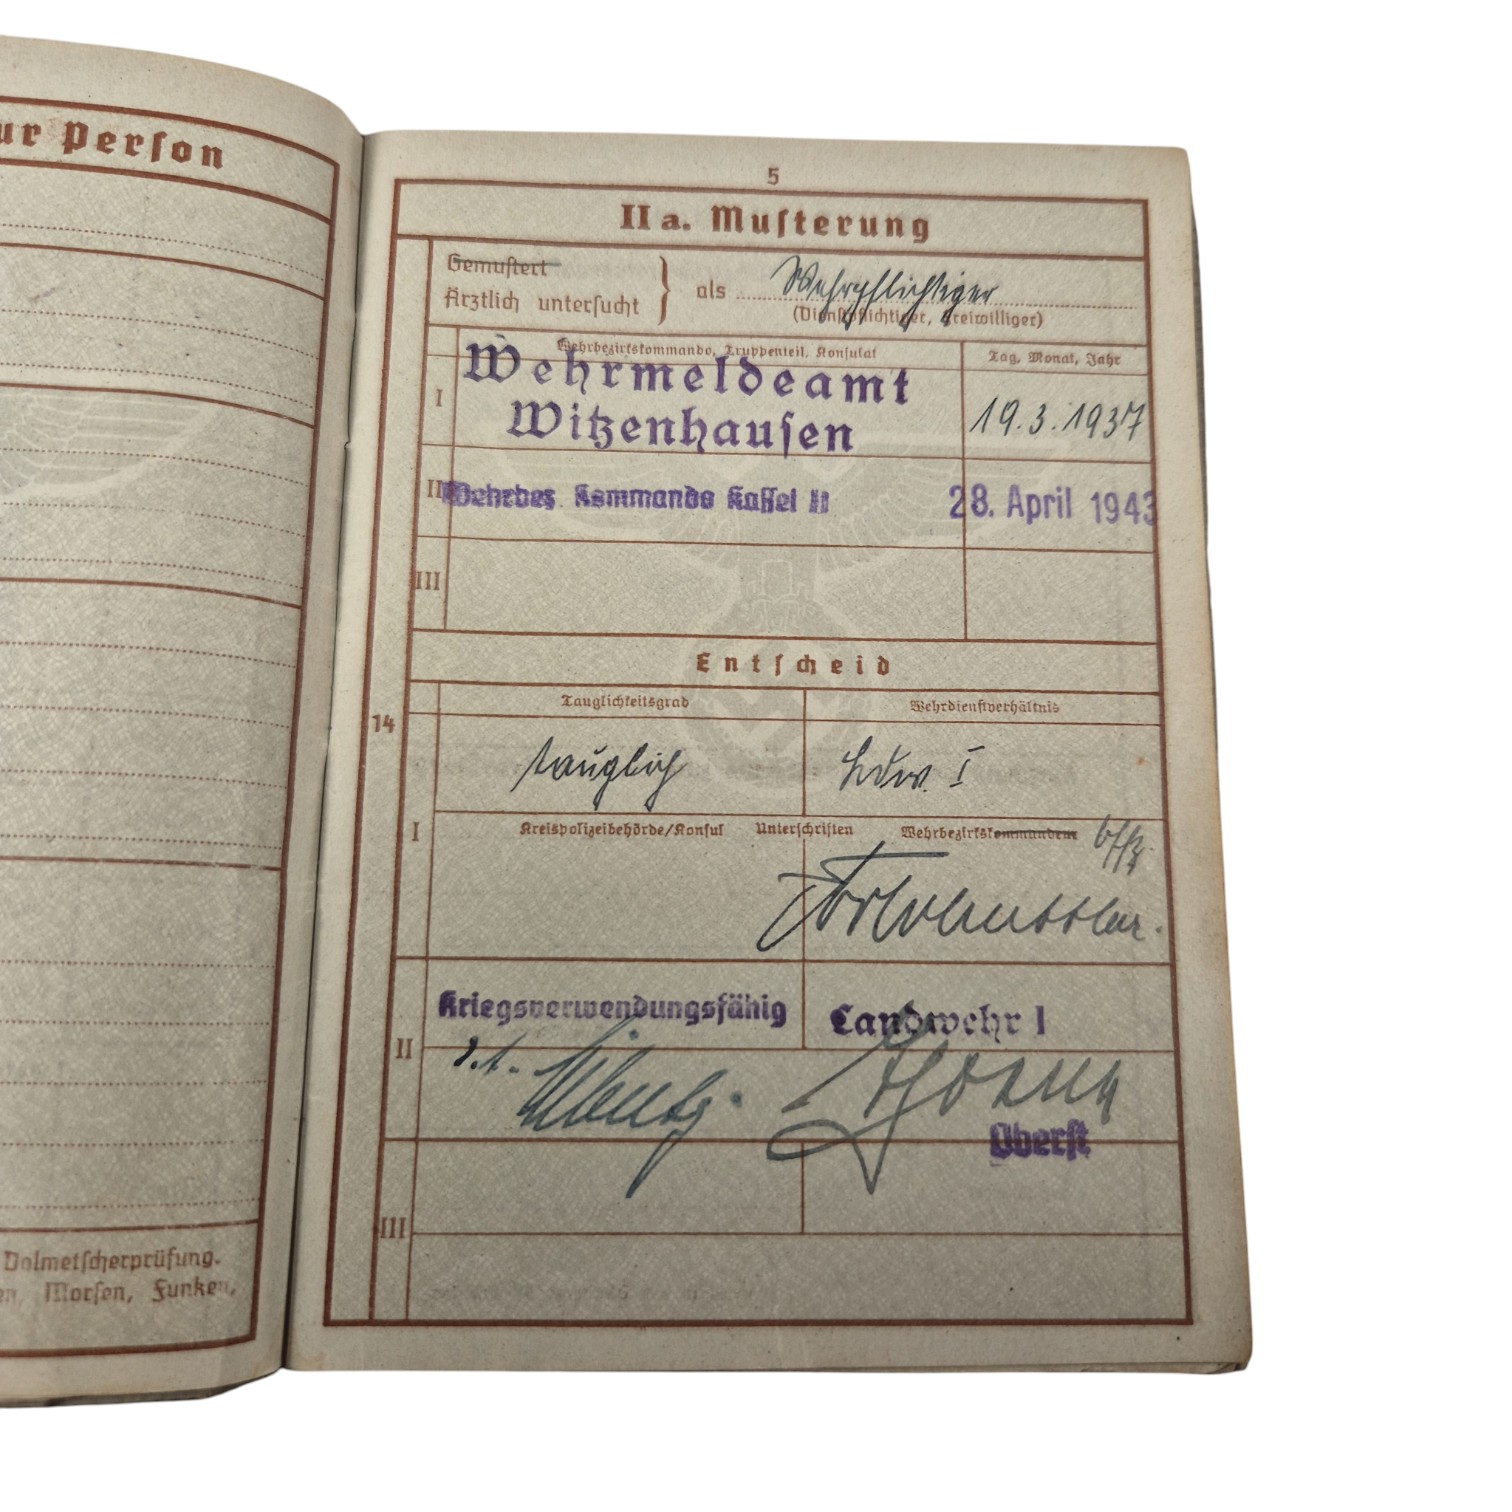 ur Person
Dolmetscherprüfung.
en, Morsen, Funken,
5
II a. Musterung
Gemustert
Ärztlich untersucht
als Wehrpflichtiger
(Dienstpflichtiger, Freiwilliger)
Wehrbezirkskommando, Truppenteil, Konsulat
Tag, Monat, Jahr
I
Wehrmeldeamt
Witzenhausen
19.3.1937
II
Wehrbez. Kommando Kassel II
28. April 1943
III
Entscheid
14
Tauglichkeitsgrad
Wehrdienstverhältnis
I
tauglich
Ldw. I
Kreispolizeibehörde/Konsul
Unterschriften
Wehrbezirkskommandeur
II
Kriegsverwendungsfähig
Landwehr I
Oberst
III